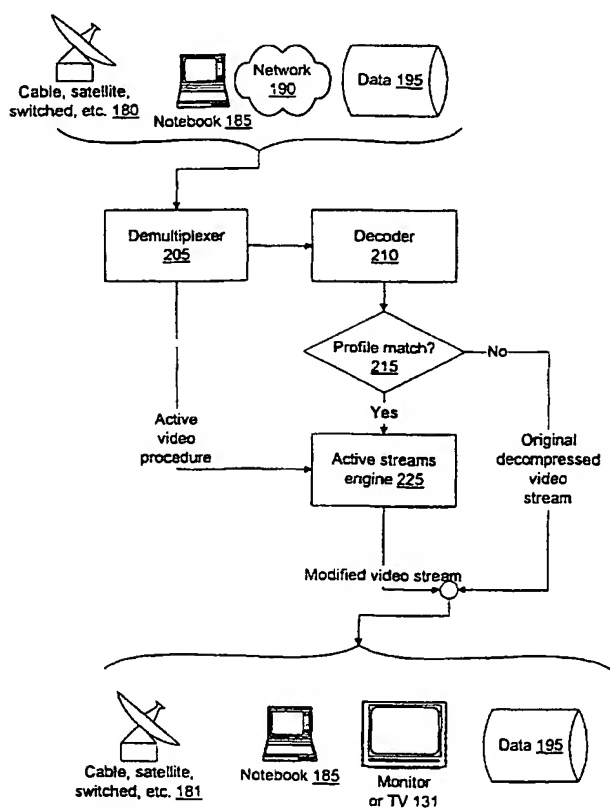 Cable, satellite,
switched, etc. 180
Notebook 185
Network
190
Data 195
Demultiplexer
205
Decoder
210
Profile match?
215
No
Yes
Active
video
procedure
Active streams
engine 225
Original
decompressed
video
stream
Modified video stream
Cable, satellite,
switched, etc. 181
Notebook 185
Monitor
or TV 131
Data 195